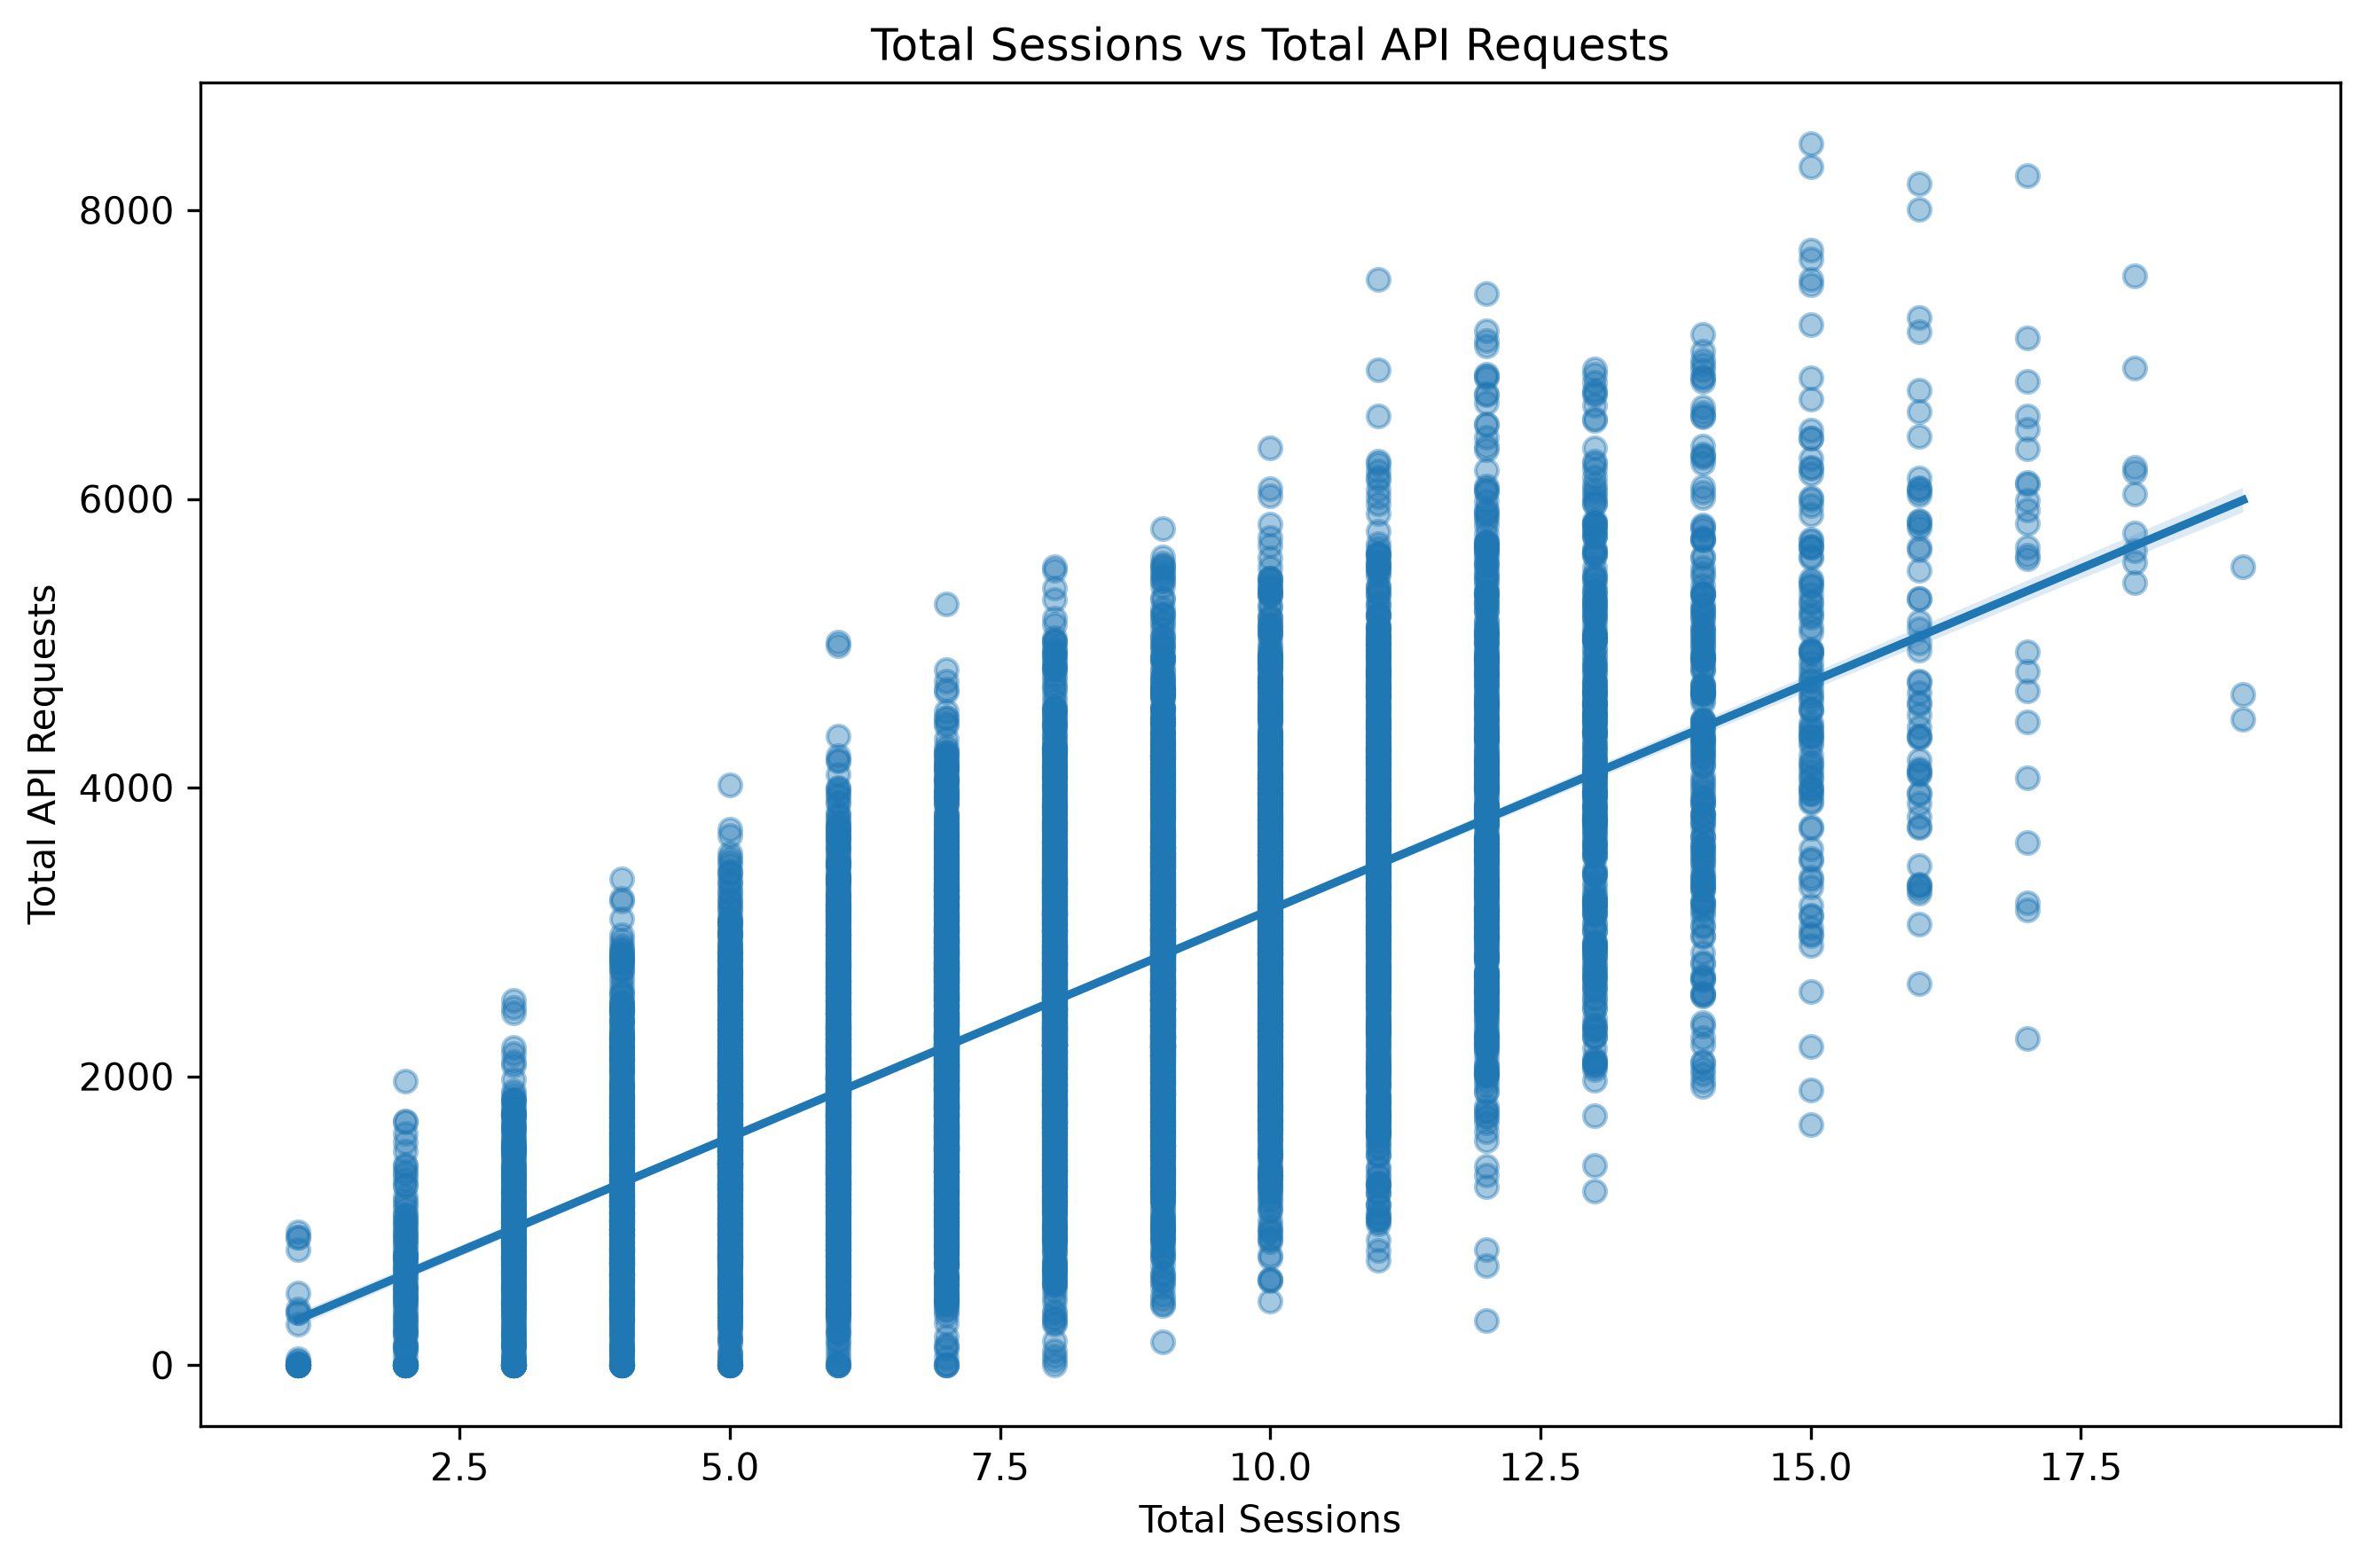 Total Sessions vs Total API Requests
Total API Requests
8000
6000
4000
2000
0
2.5 5.0 7.5 10.0 12.5 15.0 17.5
Total Sessions